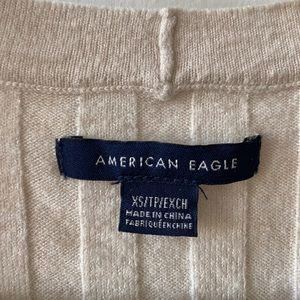 AMERICAN EAGLE
XS/TP/EXCH
MADE IN CHINA
FABRIQUÉ EN CHINE